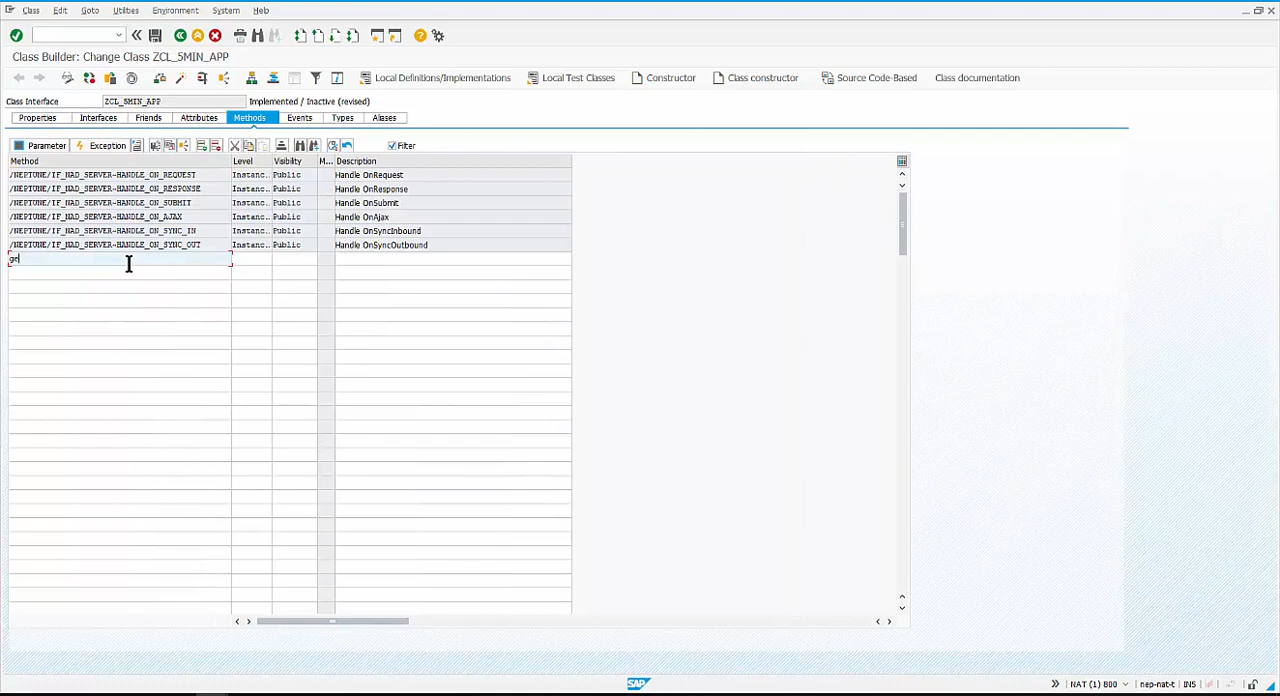 Class Edit Goto Utilities Environment System Help
Class Builder: Change Class ZCL_5MIN_APP
Local Definitions/Implementations Local Test Classes Constructor Class constructor Source Code-Based Class documentation
Class Interface ZCL_5MIN_APP Implemented / Inactive (revised)
Properties Interfaces Friends Attributes Methods Events Types Aliases
Parameter Exception Filter
Method Level Visibility M... Description
/NEPTUNE/IF_NAD_SERVER~HANDLE_ON_REQUEST Instanc.. Public Handle OnRequest
/NEPTUNE/IF_NAD_SERVER~HANDLE_ON_RESPONSE Instanc.. Public Handle OnResponse
/NEPTUNE/IF_NAD_SERVER~HANDLE_ON_SUBMIT Instanc.. Public Handle OnSubmit
/NEPTUNE/IF_NAD_SERVER~HANDLE_ON_AJAX Instanc.. Public Handle OnAjax
/NEPTUNE/IF_NAD_SERVER~HANDLE_ON_SYNC_IN Instanc.. Public Handle OnSyncInbound
/NEPTUNE/IF_NAD_SERVER~HANDLE_ON_SYNC_OUT Instanc.. Public Handle OnSyncOutbound
ge
SAP NAT (1) 800 nep-nat-t INS